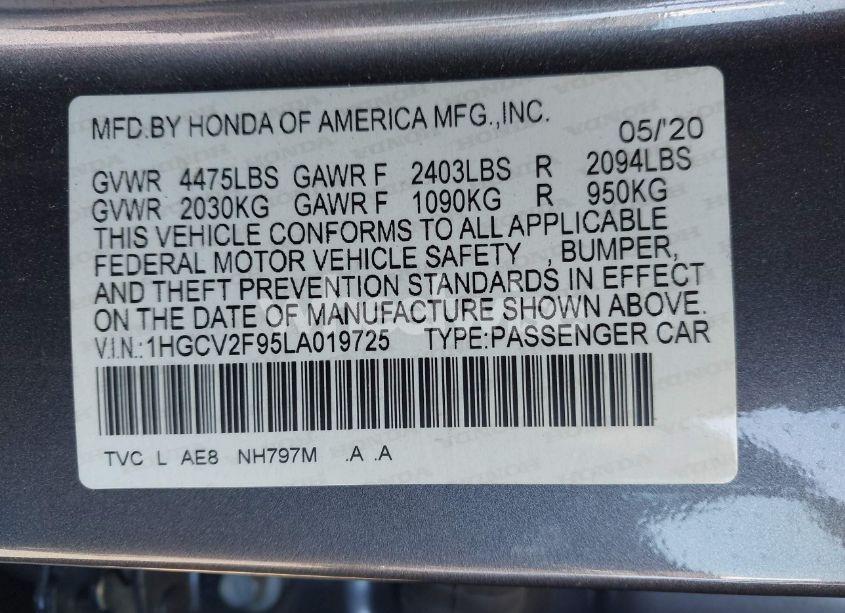 MFD.BY HONDA OF AMERICA MFG.,INC. 05/'20
GVWR 4475LBS GAWR F 2403LBS R 2094LBS
GVWR 2030KG GAWR F 1090KG R 950KG
THIS VEHICLE CONFORMS TO ALL APPLICABLE
FEDERAL MOTOR VEHICLE SAFETY , BUMPER,
AND THEFT PREVENTION STANDARDS IN EFFECT
ON THE DATE OF MANUFACTURE SHOWN ABOVE.
V.I.N.:1HGCV2F95LA019725 TYPE:PASSENGER CAR
TVC L AE8 NH797M .A .A